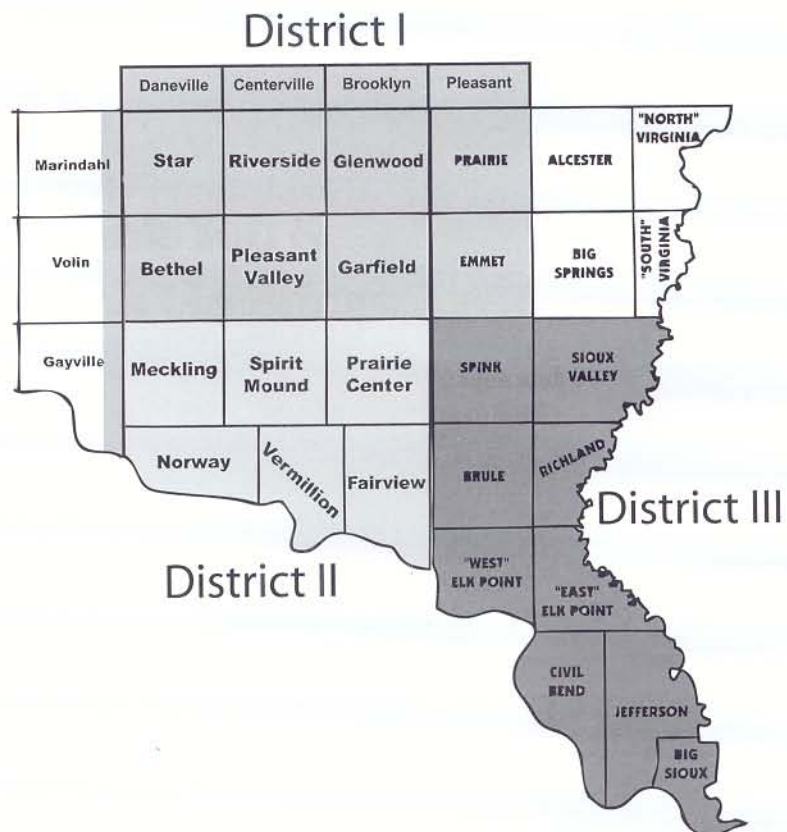 District I
Daneville Centerville Brooklyn Pleasant
Marindahl Star Riverside Glenwood PRAIRIE ALCESTER "NORTH"
VIRGINIA
Volin Bethel Pleasant
Valley Garfield EMMET BIG
SPRINGS "SOUTH"
VIRGINIA
Gayville Meckling Spirit
Mound Prairie
Center SPINK SIOUX
VALLEY
Norway Vermillion Fairview BRULE RICHLAND
District III
District II
"WEST"
ELK POINT "EAST"
ELK POINT
CIVIL
BEND JEFFERSON
BIG
SIOUX